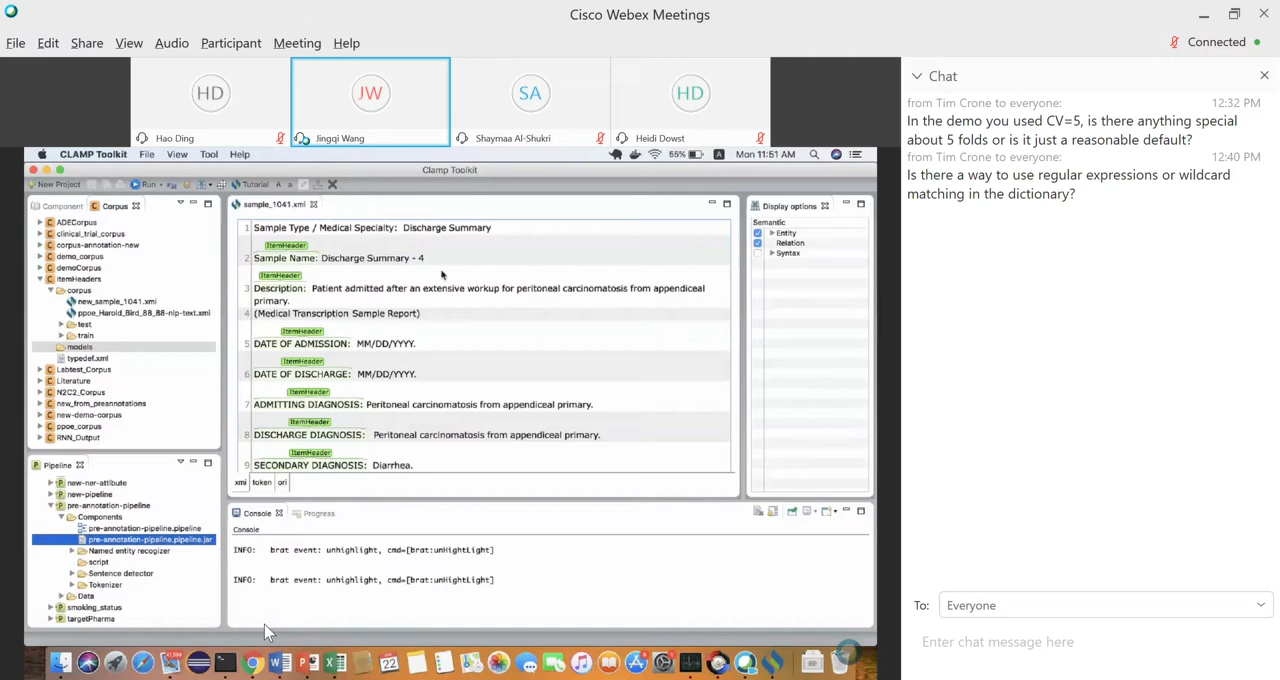 Cisco Webex Meetings
File Edit Share View Audio Participant Meeting Help
Connected
HD
JW
SA
HD
Hao Ding
Jingqi Wang
Shaymaa Al-Shukri
Heidi Dowst
Chat
from Tim Crone to everyone: 12:32 PM
In the demo you used CV=5, is there anything special
about 5 folds or is it just a reasonable default?
from Tim Crone to everyone: 12:40 PM
Is there a way to use regular expressions or wildcard
matching in the dictionary?
To: Everyone
Enter chat message here
CLAMP Toolkit File View Tool Help
55% Mon 11:51 AM
Clamp Toolkit
New Project Run Tutorial A a
Component Corpus
ADECorpus
clinical_trial_corpus
corpus-annotation-new
demo_corpus
demoCorpus
itemHeaders
corpus
new_sample_1041.xmi
ppoe_Harold_Bird_88_88-nlp-text.xmi
test
train
models
typedef.xml
Labtest_Corpus
Literature
N2C2_Corpus
new_from_preannotations
new-demo-corpus
ppoe_corpus
RNN_Output
Pipeline
new-ner-attibute
new-pipeline
pre-annotation-pipeline
Components
pre-annotation-pipeline.pipeline
pre-annotation-pipeline.pipeline.jar
Named entity recogizer
script
Sentence detector
Tokenizer
Data
smoking_status
targetPharma
sample_1041.xmi
1 Sample Type / Medical Specialty: Discharge Summary
ItemHeader
2 Sample Name: Discharge Summary - 4
ItemHeader
3 Description: Patient admitted after an extensive workup for peritoneal carcinomatosis from appendiceal
primary.
4 (Medical Transcription Sample Report)
ItemHeader
5 DATE OF ADMISSION: MM/DD/YYYY.
ItemHeader
6 DATE OF DISCHARGE: MM/DD/YYYY.
ItemHeader
7 ADMITTING DIAGNOSIS: Peritoneal carcinomatosis from appendiceal primary.
ItemHeader
8 DISCHARGE DIAGNOSIS: Peritoneal carcinomatosis from appendiceal primary.
ItemHeader
9 SECONDARY DIAGNOSIS: Diarrhea.
xmi token ori
Display options
Semantic
Entity
Relation
Syntax
Console Progress
Console
INFO: brat event: unhighlight, cmd=[brat:unHightLight]
INFO: brat event: unhighlight, cmd=[brat:unHightLight]